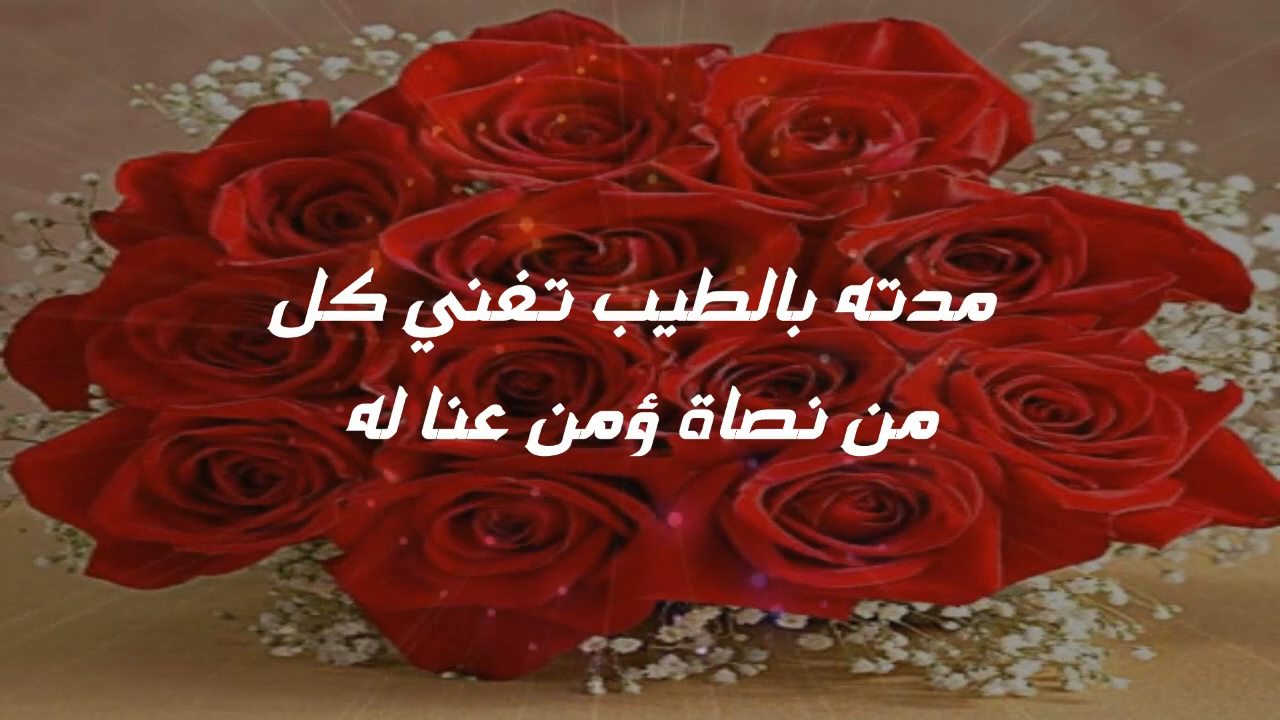 مدته بالطيب تغني كل
من نصاة ؤمن عنا له